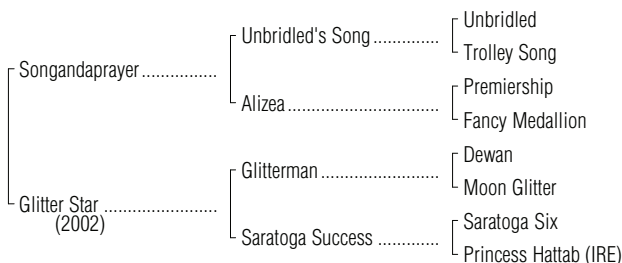 Unbridled
Unbridled's Song
Trolley Song
Songandaprayer
Premiership
Alizea
Fancy Medallion
Dewan
Glitterman
Moon Glitter
Glitter Star
(2002)
Saratoga Six
Saratoga Success
Princess Hattab (IRE)